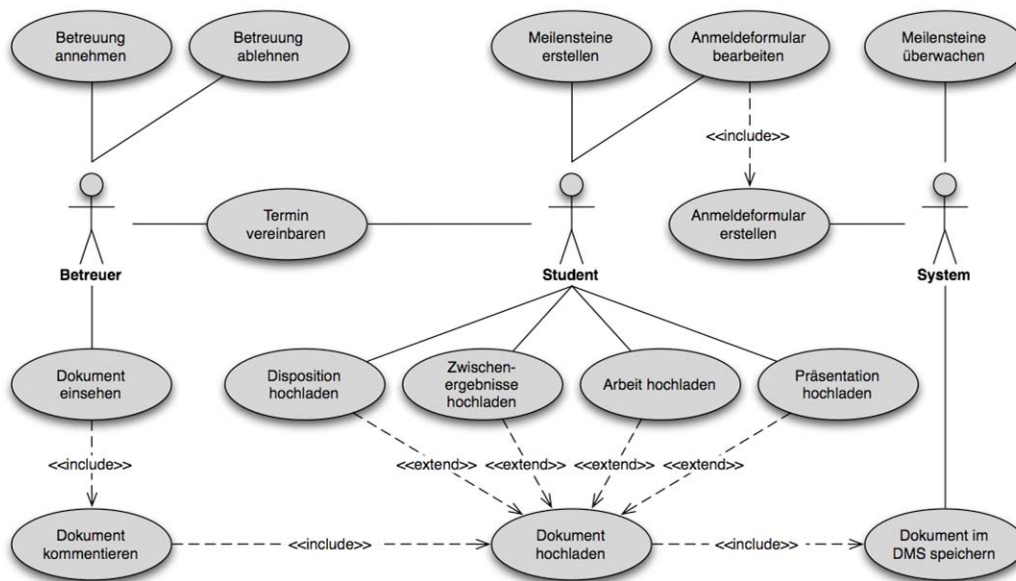 Betreuung
annehmen
Betreuung
ablehnen
Meilensteine
erstellen
Anmeldeformular
bearbeiten
Meilensteine
überwachen
<<include>>
Termin
vereinbaren
Anmeldeformular
erstellen
Betreuer
Student
System
Dokument
einsehen
Disposition
hochladen
Zwischen-
ergebnisse
hochladen
Arbeit hochladen
Präsentation
hochladen
<<include>>
<<extend>>
<<extend>>
<<extend>>
<<extend>>
Dokument
kommentieren
<<include>>
Dokument
hochladen
<<include>>
Dokument im
DMS speichern